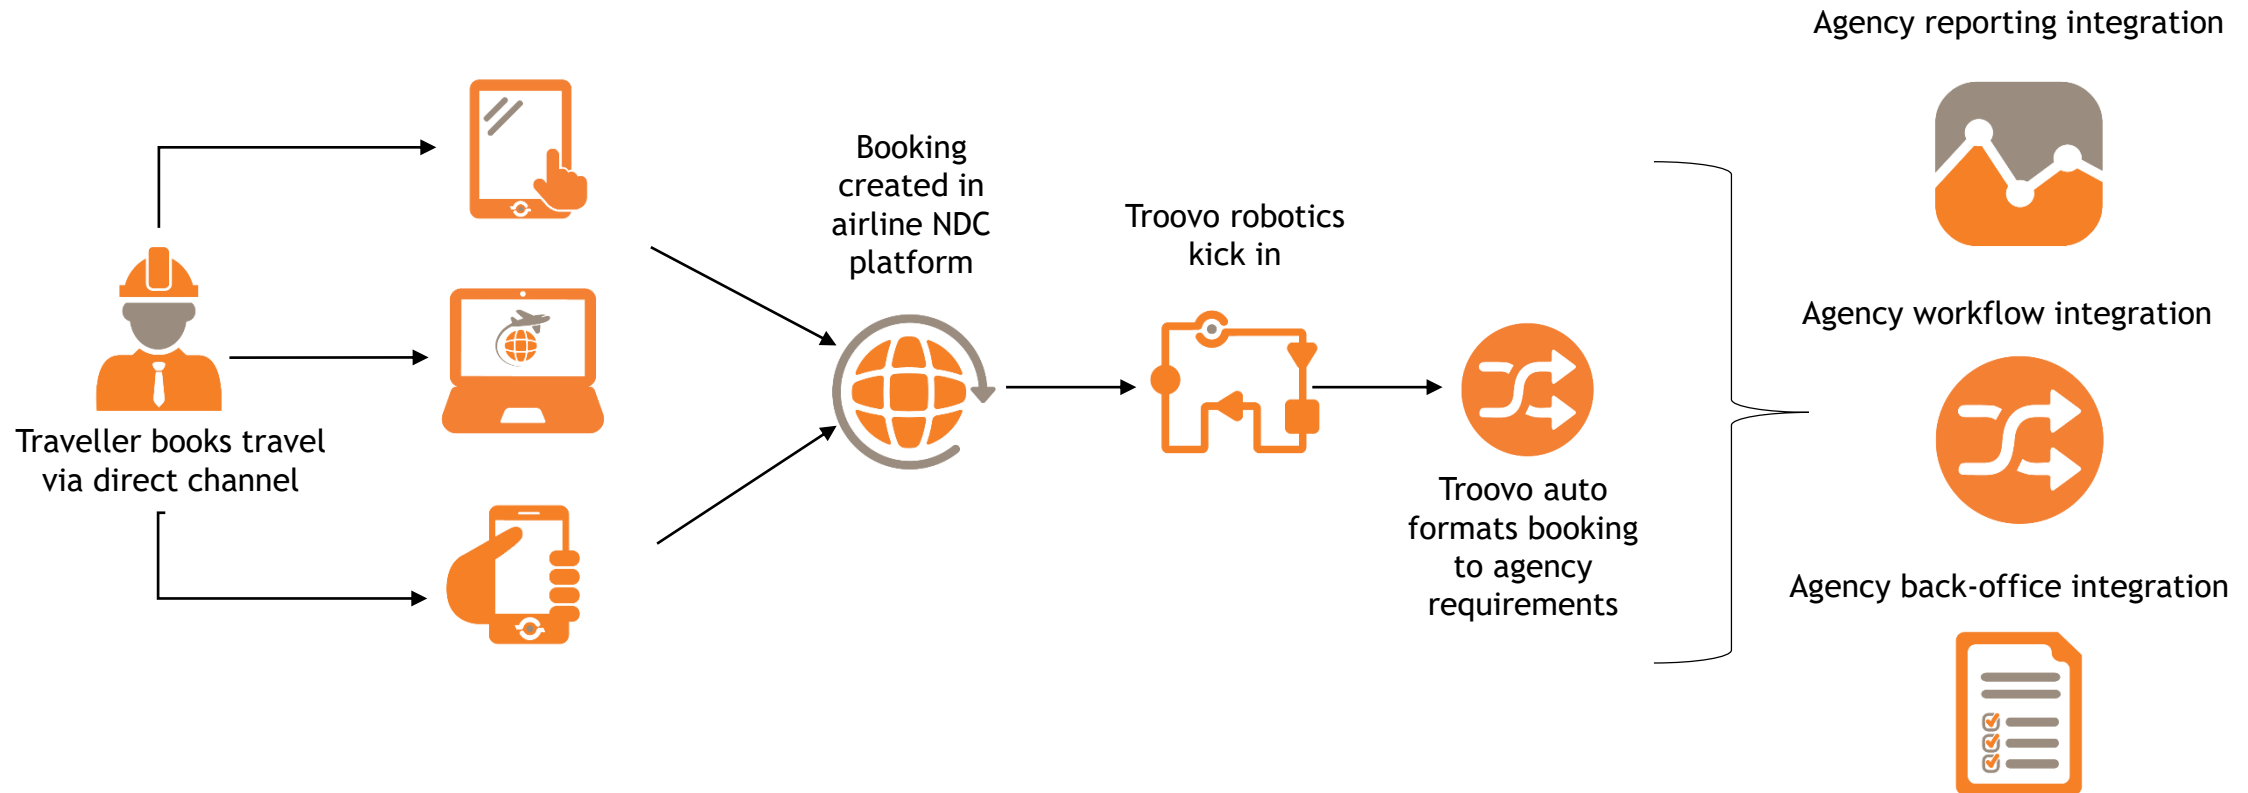 Traveller books travel
via direct channel
Booking
created in
airline NDC
platform
Troovo robotics
kick in
Troovo auto
formats booking
to agency
requirements
Agency reporting integration
Agency workflow integration
Agency back-office integration